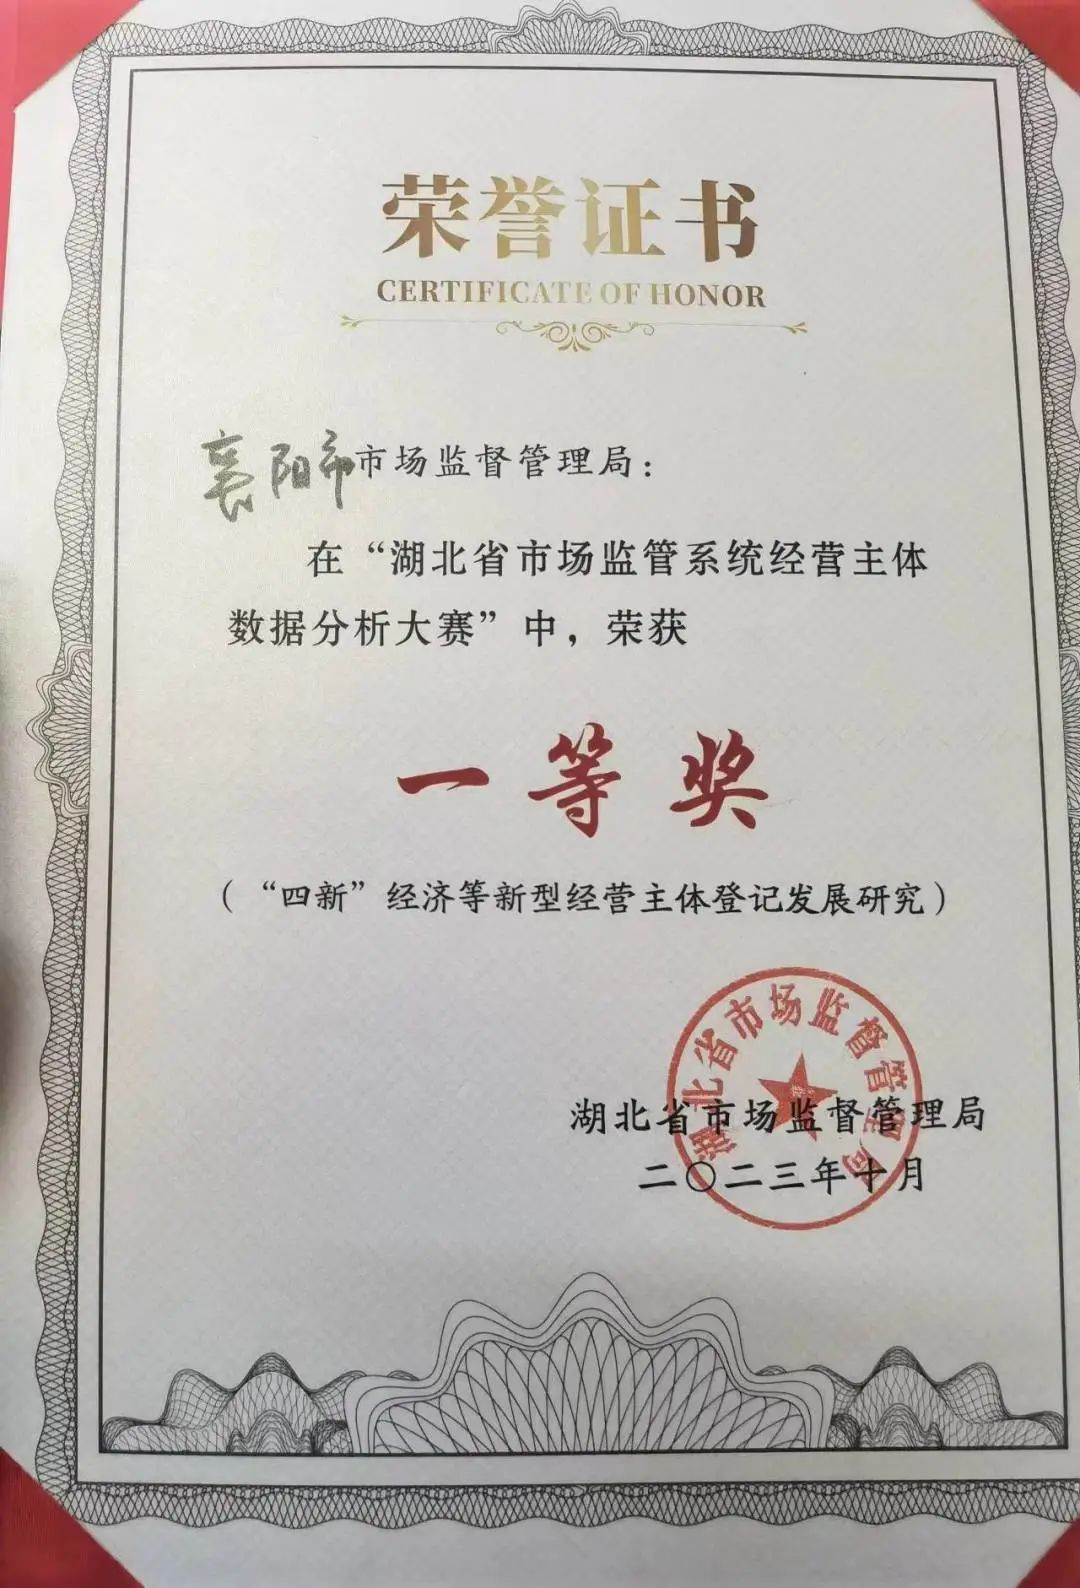 荣誉证书
CERTIFICATE OF HONOR
襄阳市市场监督管理局：
在“湖北省市场监管系统经营主体
数据分析大赛”中，荣获
一等奖
（“四新”经济等新型经营主体登记发展研究）
湖北省市场监督管理局
湖北省市场监督管理局
二〇二三年十月